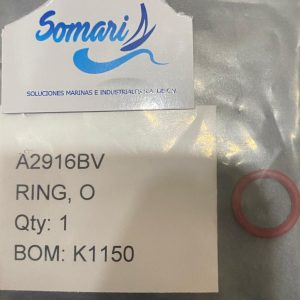 Somari
SOLUCIONES MARINAS E INDUSTRIALES S.A. DE C.V.
A2916BV
RING, O
Qty: 1
BOM: K1150